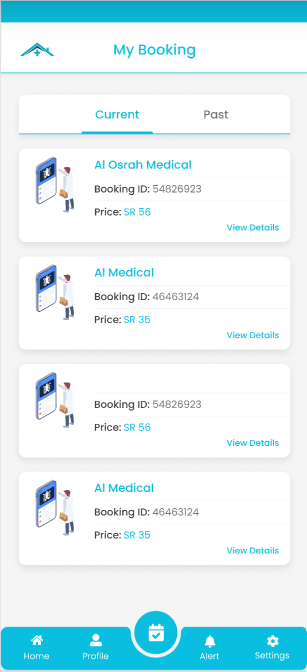 My Booking
Current Past
Al Osrah Medical
Booking ID: 54826923
Price: SR 56
View Details
Al Medical
Booking ID: 46463124
Price: SR 35
View Details
Booking ID: 54826923
Price: SR 56
View Details
Al Medical
Booking ID: 46463124
Price: SR 35
View Details
Home Profile Alert Settings